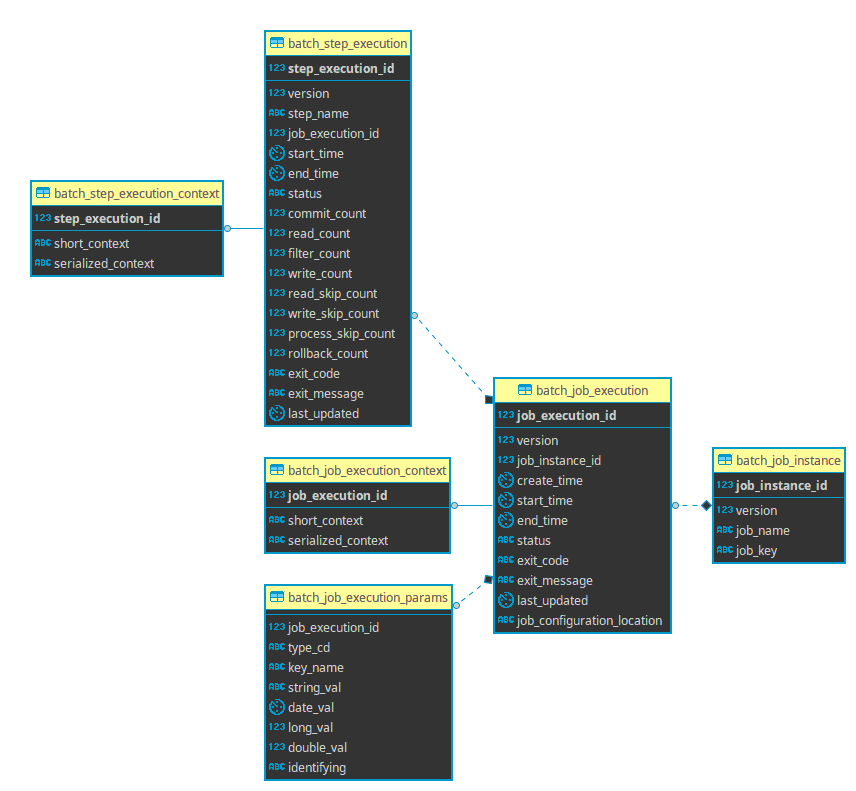 batch_step_execution
123 step_execution_id
123 version
ABC step_name
123 job_execution_id
start_time
end_time
ABC status
123 commit_count
123 read_count
123 filter_count
123 write_count
123 read_skip_count
123 write_skip_count
123 process_skip_count
123 rollback_count
ABC exit_code
ABC exit_message
last_updated
batch_step_execution_context
123 step_execution_id
ABC short_context
ABC serialized_context
batch_job_execution
123 job_execution_id
123 version
123 job_instance_id
create_time
start_time
end_time
ABC status
ABC exit_code
ABC exit_message
last_updated
ABC job_configuration_location
batch_job_instance
123 job_instance_id
123 version
ABC job_name
ABC job_key
batch_job_execution_context
123 job_execution_id
ABC short_context
ABC serialized_context
batch_job_execution_params
123 job_execution_id
ABC type_cd
ABC key_name
ABC string_val
date_val
123 long_val
123 double_val
ABC identifying